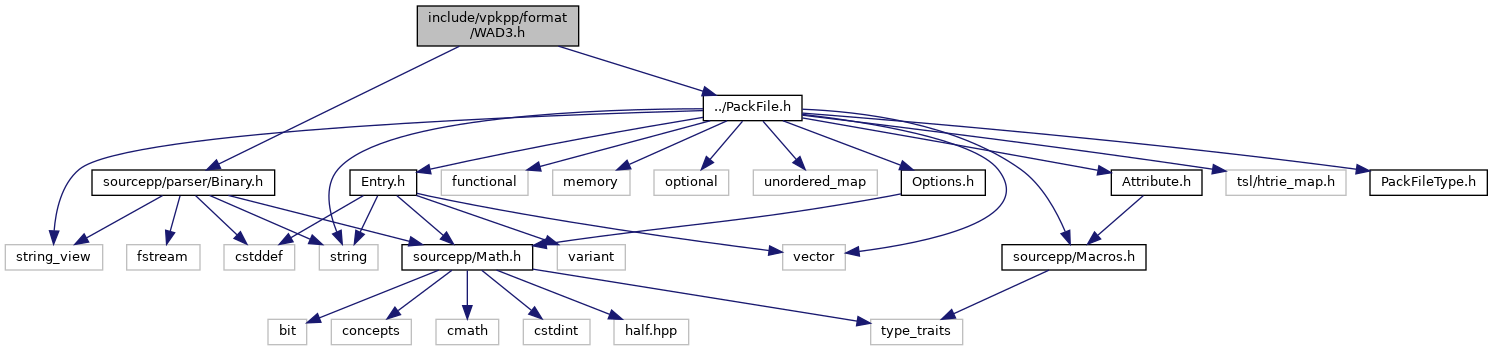 include/vpkpp/format
/WAD3.h
../PackFile.h
sourcepp/parser/Binary.h
Entry.h
functional
memory
optional
unordered_map
Options.h
Attribute.h
tsl/htrie_map.h
PackFileType.h
string_view
fstream
cstddef
string
sourcepp/Math.h
variant
vector
sourcepp/Macros.h
bit
concepts
cmath
cstdint
half.hpp
type_traits